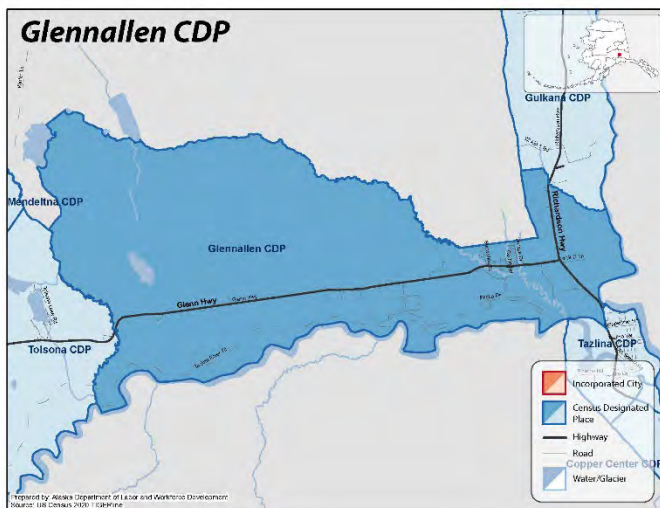 Glennallen CDP
Gulkana CDP
Mendeltna CDP
Glennallen CDP
Richardson Hwy
Glenn Hwy
Glenn Hwy
Tolsona CDP
Tazlina CDP
Incorporated City
Census Designated
Place
Highway
Road
Copper Center CDP
Water/Glacier
Prepared by: Alaska Department of Labor and Workforce Development
Source: US Census 2020 TIGERline